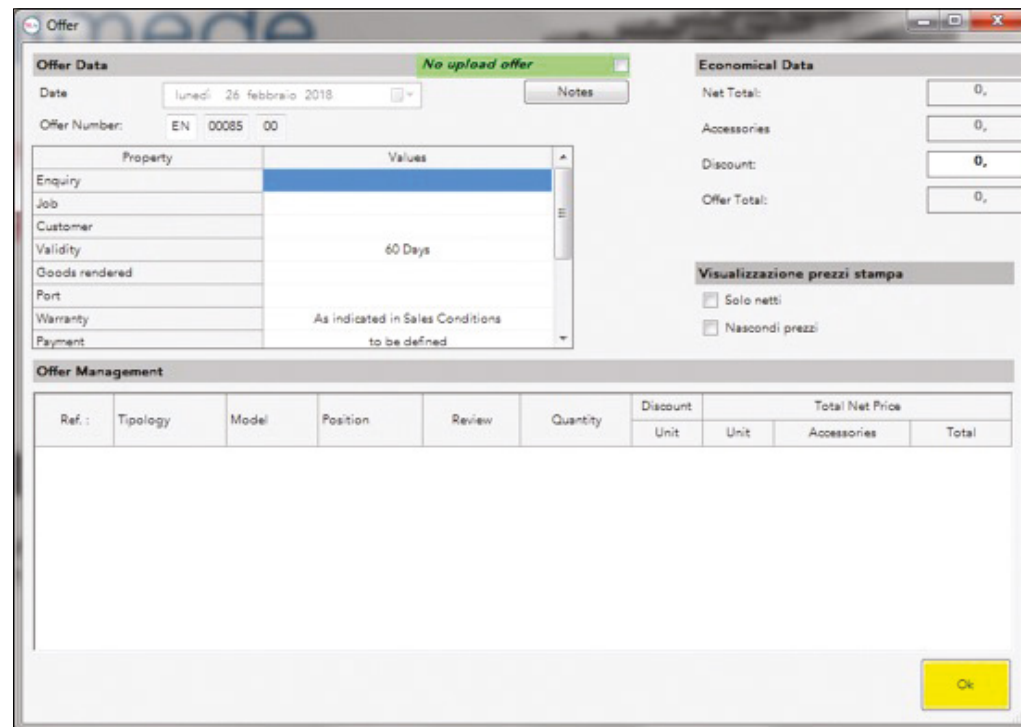 Offer
Offer Data
No upload offer
Date
lunedì 26 febbraio 2018
Notes
Offer Number:
EN 00085 00
Property Values
Enquiry
Job
Customer
Validity 60 Days
Goods rendered
Port
Warranty As indicated in Sales Conditions
Payment to be defined
Economical Data
Net Total: 0,
Accessories 0,
Discount: 0,
Offer Total: 0,
Visualizzazione prezzi stampa
Solo netti
Nascondi prezzi
Offer Management
Ref. : Tipology Model Position Review Quantity Discount Total Net Price
Unit Unit Accessories Total
Ok